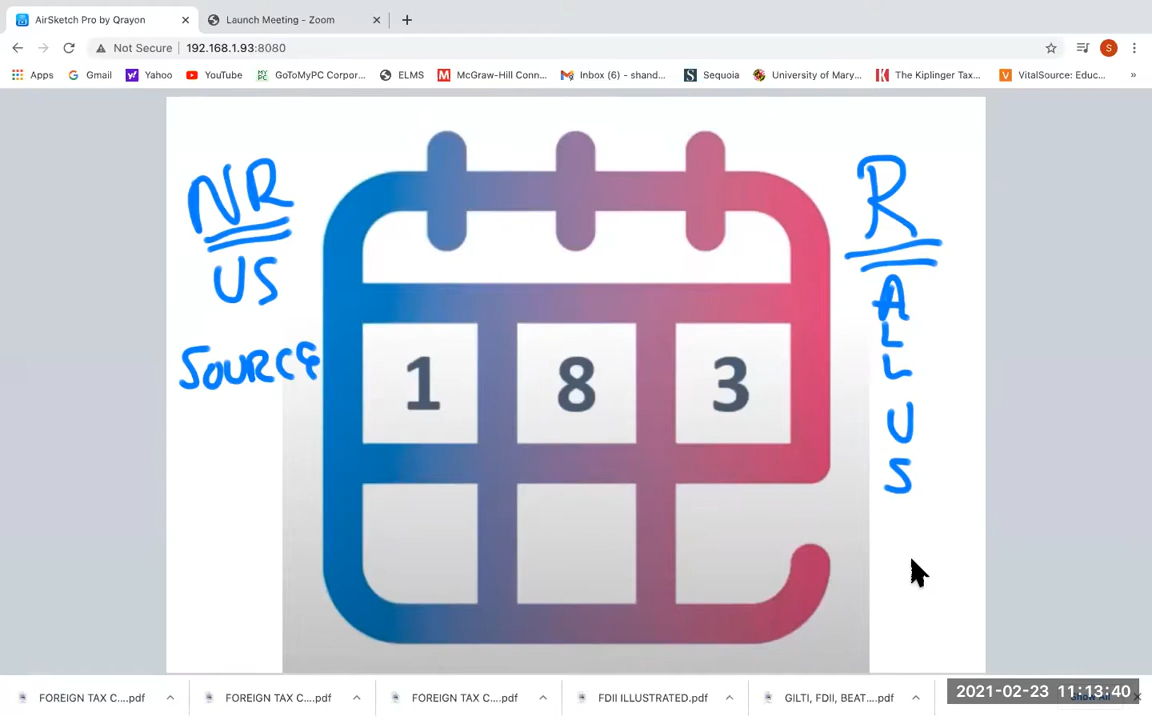 AirSketch Pro by Qrayon
Launch Meeting - Zoom
Not Secure 192.168.1.93:8080
Apps Gmail Yahoo YouTube GoToMyPC Corpor... ELMS McGraw-Hill Conn... Inbox (6) - shand... Sequoia University of Mary... The Kiplinger Tax... VitalSource: Educ... »
NR
US
SOURCE
1 8 3
R
A
L
L
U
S
FOREIGN TAX C....pdf FOREIGN TAX C....pdf FOREIGN TAX C....pdf FDII ILLUSTRATED.pdf GILTI, FDII, BEAT....pdf
2021-02-23 11:13:40